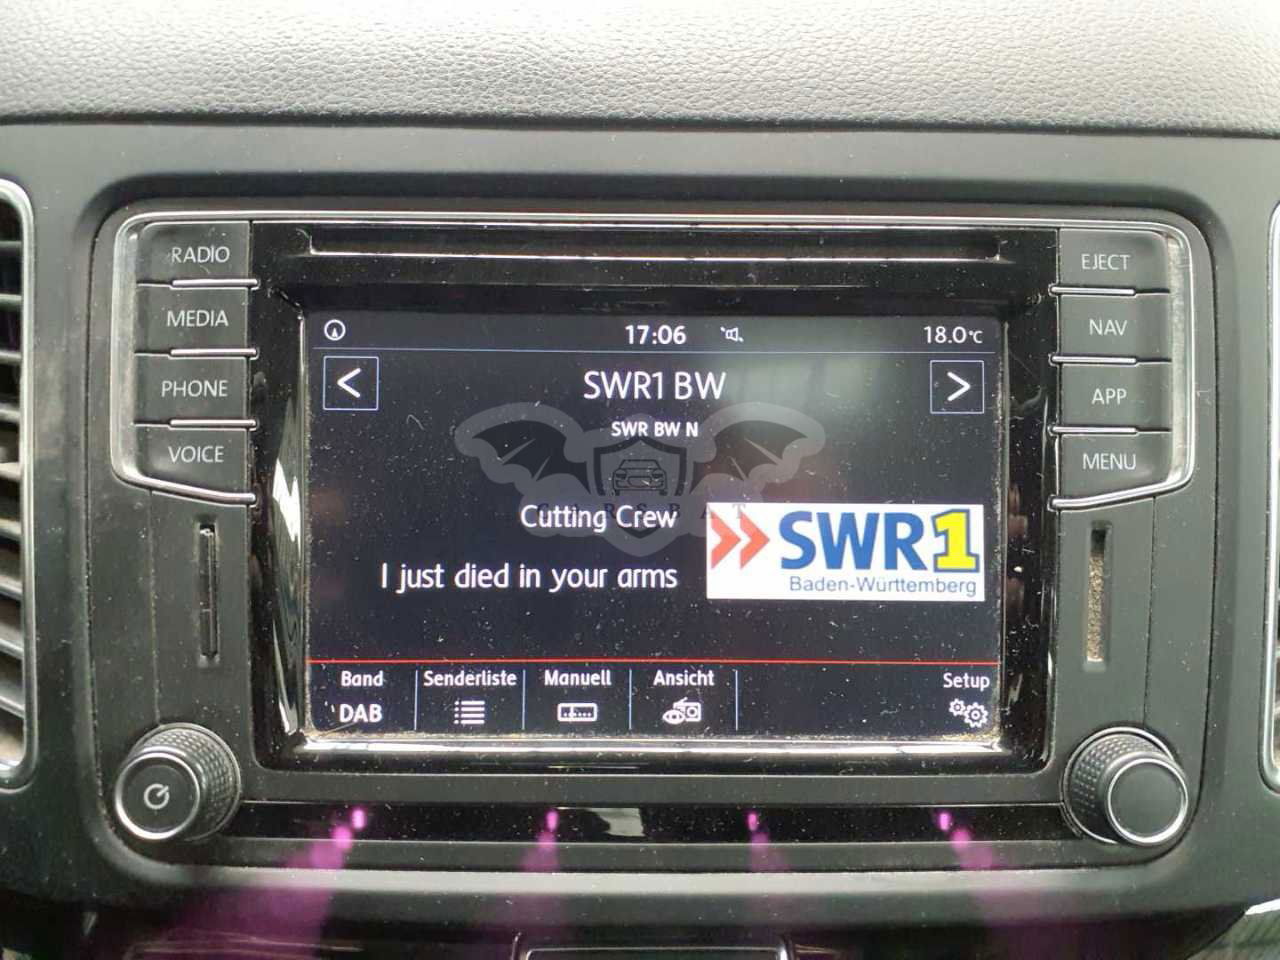 RADIO
MEDIA
PHONE
VOICE
EJECT
NAV
APP
MENU
17:06
18.0°C
<
SWR1 BW
>
SWR BW N
CARSBAT
Cutting Crew
I just died in your arms
SWR1
Baden-Württemberg
Band
DAB
Senderliste
Manuell
Ansicht
Setup